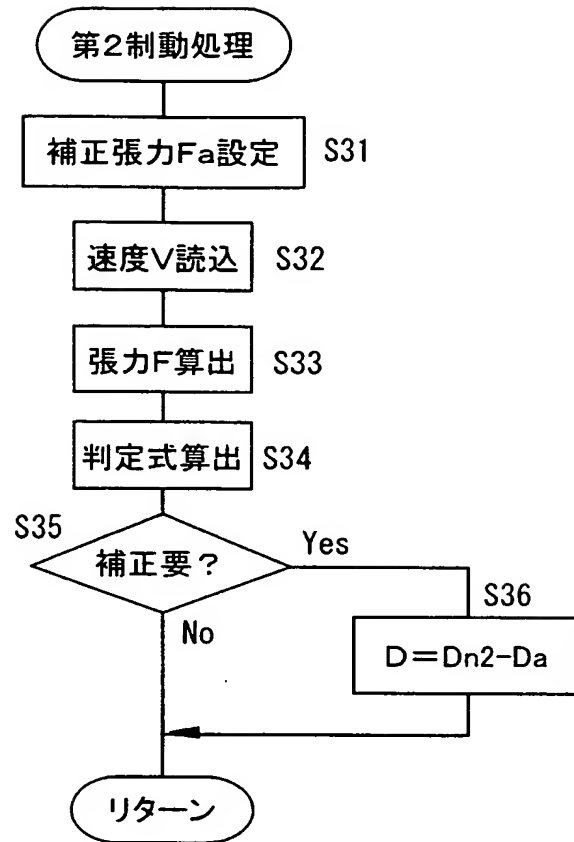 第2制動処理
補正張力Fa設定
S31
速度V読込
S32
張力F算出
S33
判定式算出
S34
S35
補正要？
Yes
No
S36
D＝Dn2-Da
リターン